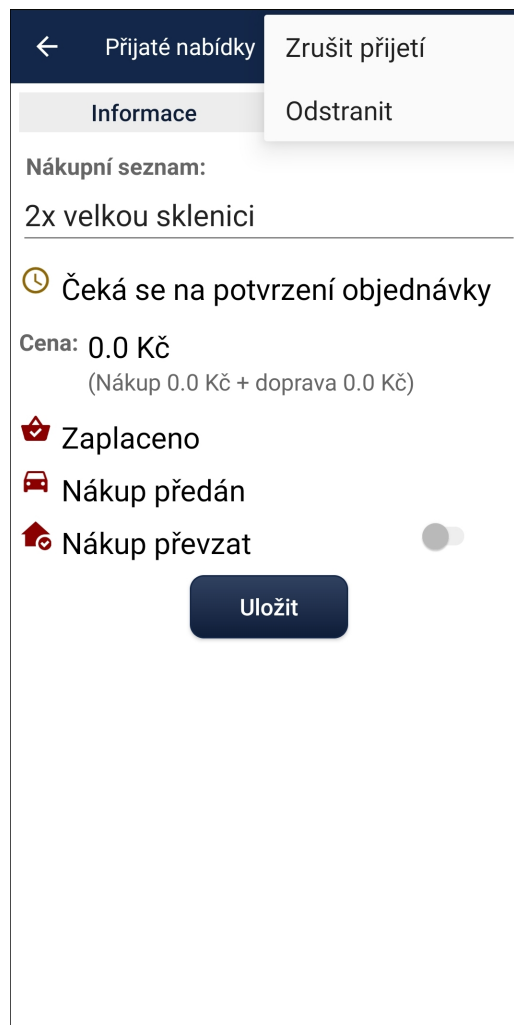 Přijaté nabídky
Zrušit přijetí
Odstranit
Informace
Nákupní seznam:
2x velkou sklenici
Čeká se na potvrzení objednávky
Cena: 0.0 Kč
(Nákup 0.0 Kč + doprava 0.0 Kč)
Zaplaceno
Nákup předán
Nákup převzat
Uložit